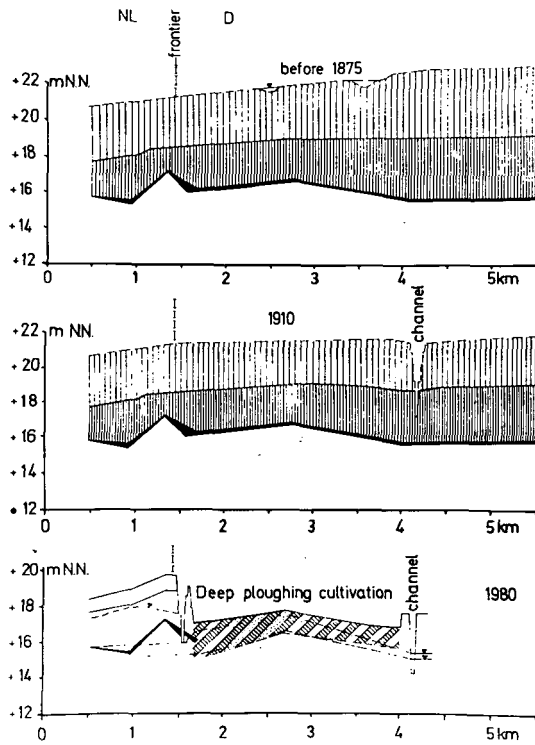 NL frontier D
before 1875
+22
mN.N.
+20
+18
+16
+14
+12
0 1 2 3 4 5km
1910
channel
+22
m NN.
+20
+18
+16
+14
+12
0 1 2 3 4 5km
+20
m N.N.
+18
+16
+14
+12
Deep ploughing cultivation
channel
1980
0 1 2 3 4 5km